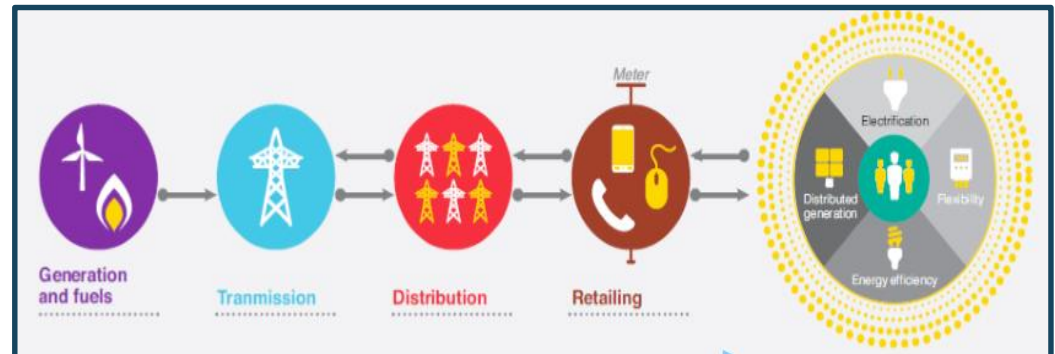 Meter
Electrification
Distributed
generation
Flexibility
Energy efficiency
Generation
and fuels
Tranmission
Distribution
Retailing